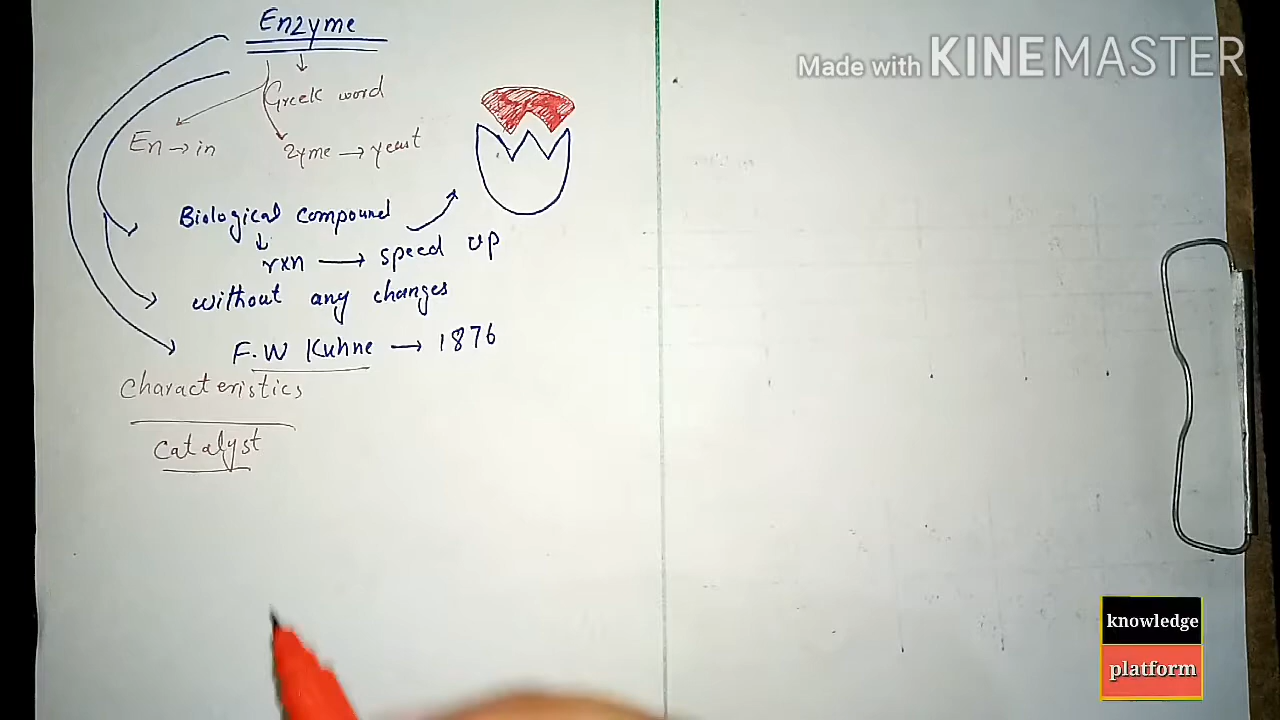 Enzyme
Greek word
En → in
Zyme → yeast
Biological compound
↓
rxn → speed up
without any changes
F.W Kuhne → 1876
Characteristics
Catalyst
Made with KINEMASTER
knowledge
platform